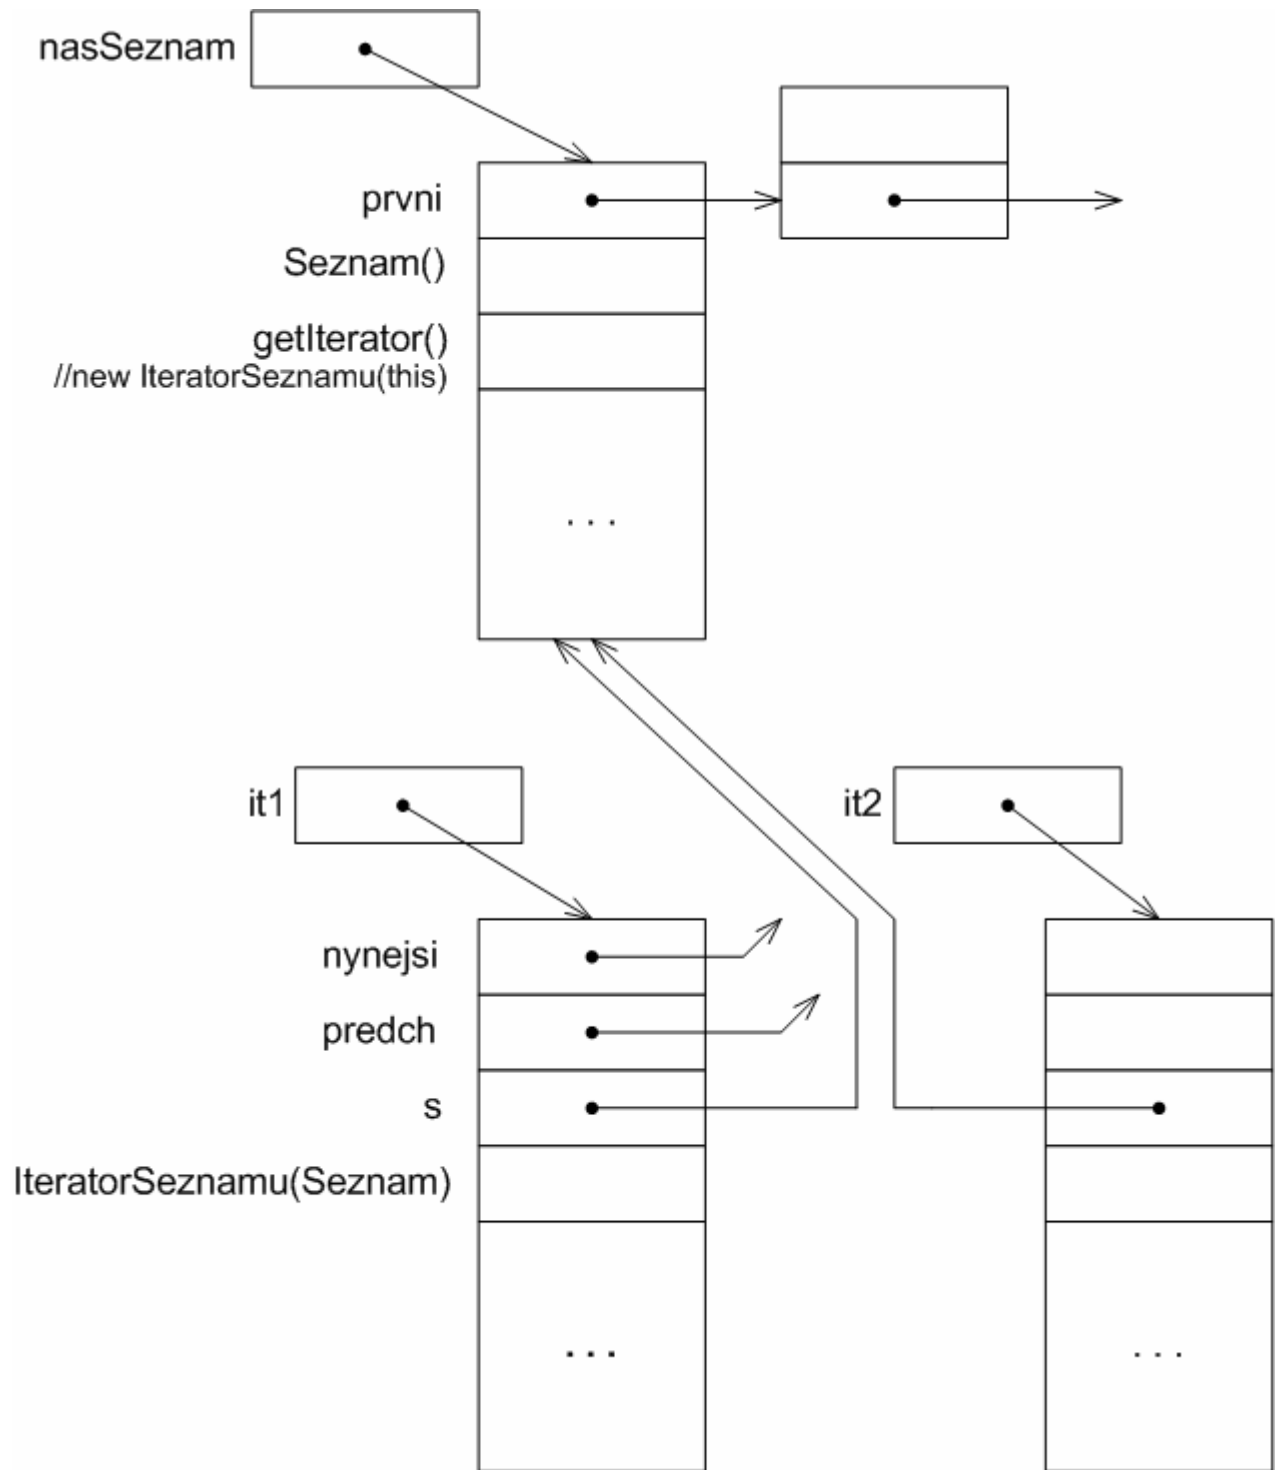 nasSeznam
prvni
Seznam()
getIterator()
//new IteratorSeznamu(this)
. . .
it1
it2
nynejsi
predch
s
IteratorSeznamu(Seznam)
. . .
. . .